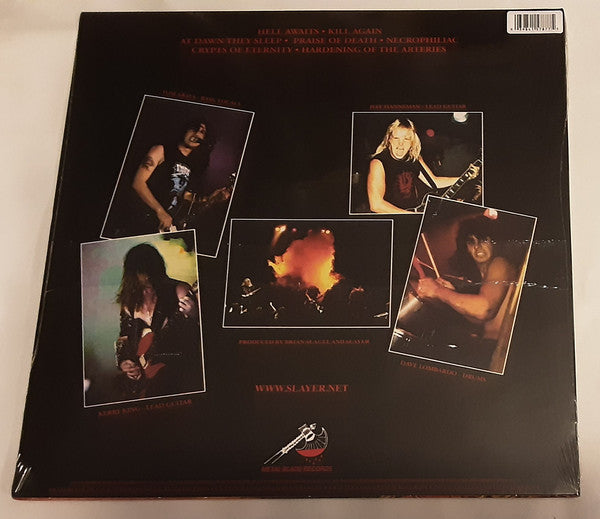 HELL AWAITS • KILL AGAIN
AT DAWN THEY SLEEP • PRAISE OF DEATH • NECROPHILIAC
CRYPTS OF ETERNITY • HARDENING OF THE ARTERIES
TOM ARAYA - BASS, VOCALS
JEFF HANNEMAN - LEAD GUITAR
PRODUCED BY BRIAN SLAGEL AND SLAYER
DAVE LOMBARDO - DRUMS
KERRY KING - LEAD GUITAR
WWW.SLAYER.NET
METAL BLADE RECORDS